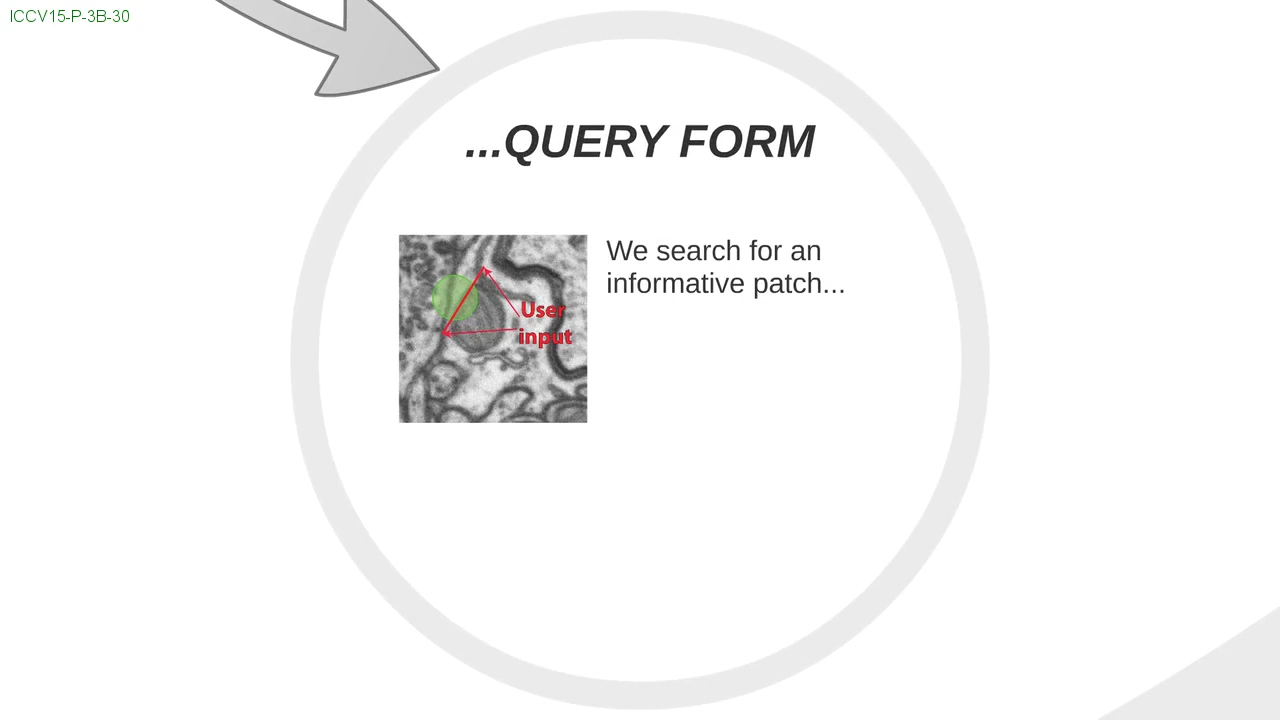 ICCV15-P-3B-30
...QUERY FORM
We search for an
informative patch...
User
input